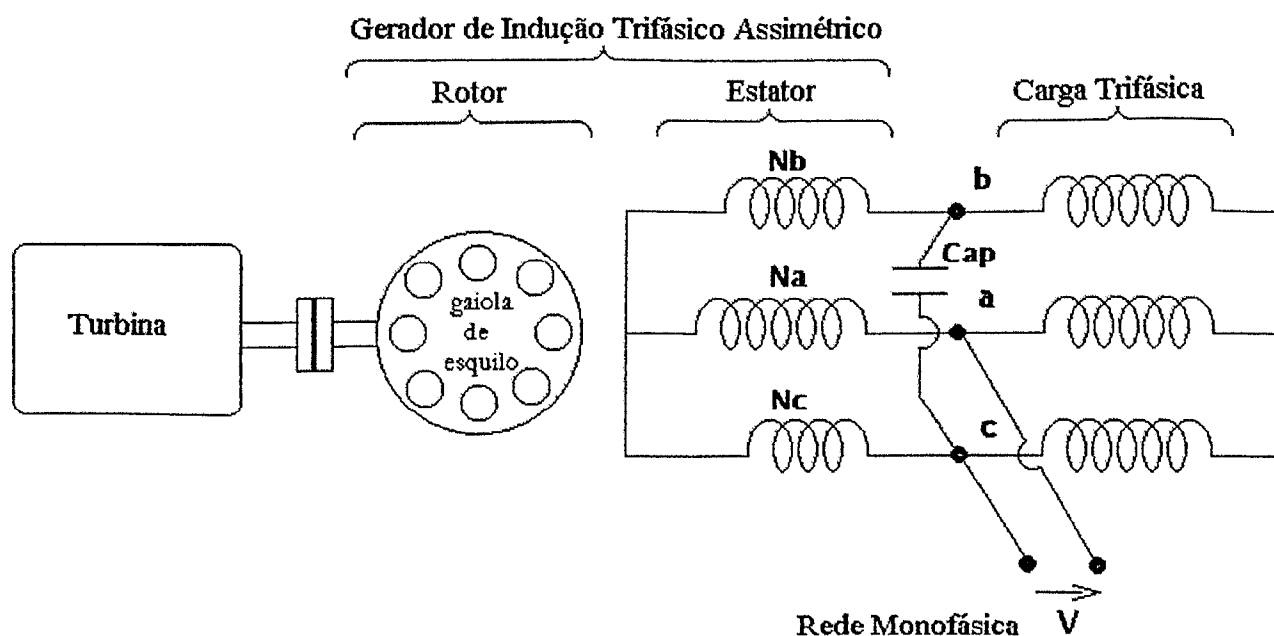 Gerador de Indução Trifásico Assimétrico
Rotor
Estator
Carga Trifásica
Nb
b
Cap
Na
a
Turbina
gaiola
de
esquilo
Nc
c
Rede Monofásica
V